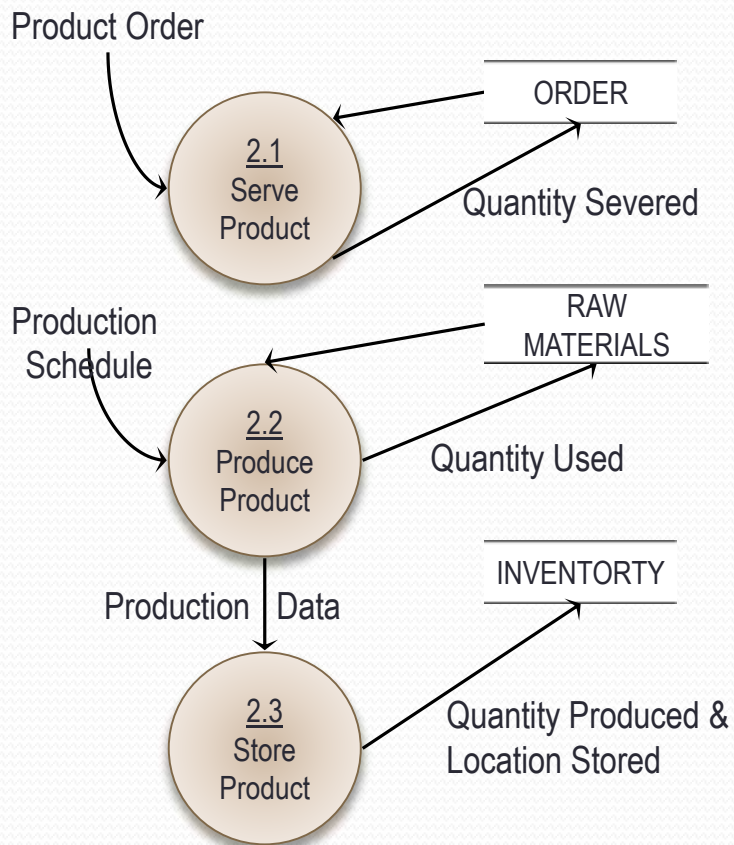 Product Order
ORDER
2.1
Serve
Product
Quantity Severed
Production
Schedule
RAW
MATERIALS
2.2
Produce
Product
Quantity Used
INVENTORTY
Production Data
2.3
Store
Product
Quantity Produced &
Location Stored